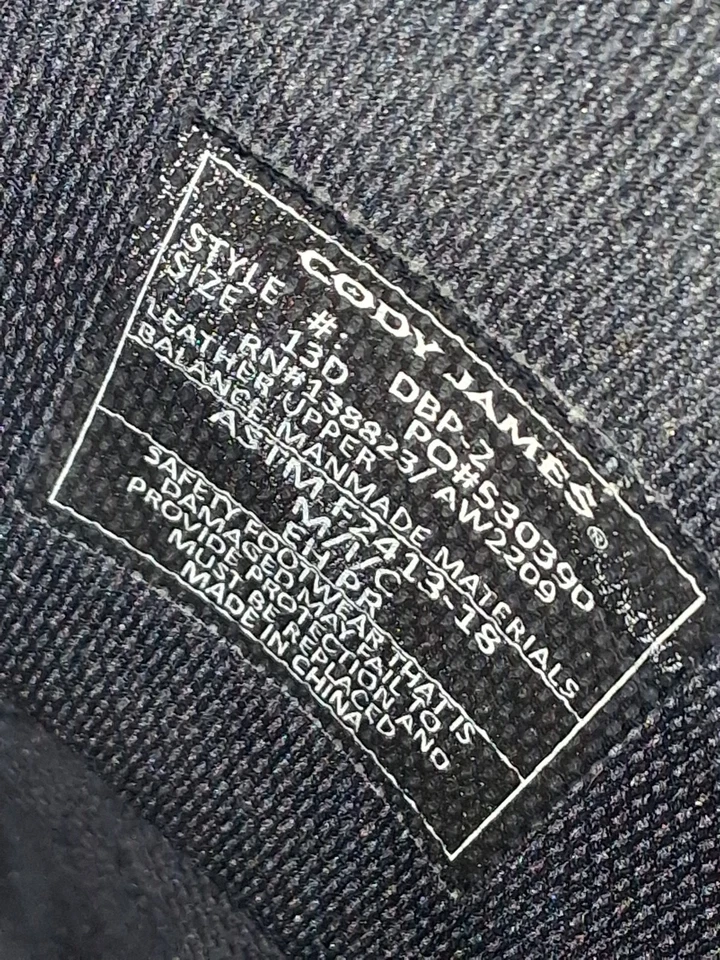 CODY JAMES®
STYLE #: DBP-2
SIZE: 13D PO#530390
RN#138823/AW2209
LEATHER/UPPER
BALANCE/MANMADE MATERIALS
ASTM F2413-18
M/I/C
EH PR
SAFETY FOOTWEAR THAT IS
DAMAGED MAY FAIL TO
PROVIDE PROTECTION AND
MUST BE REPLACED
MADE IN CHINA